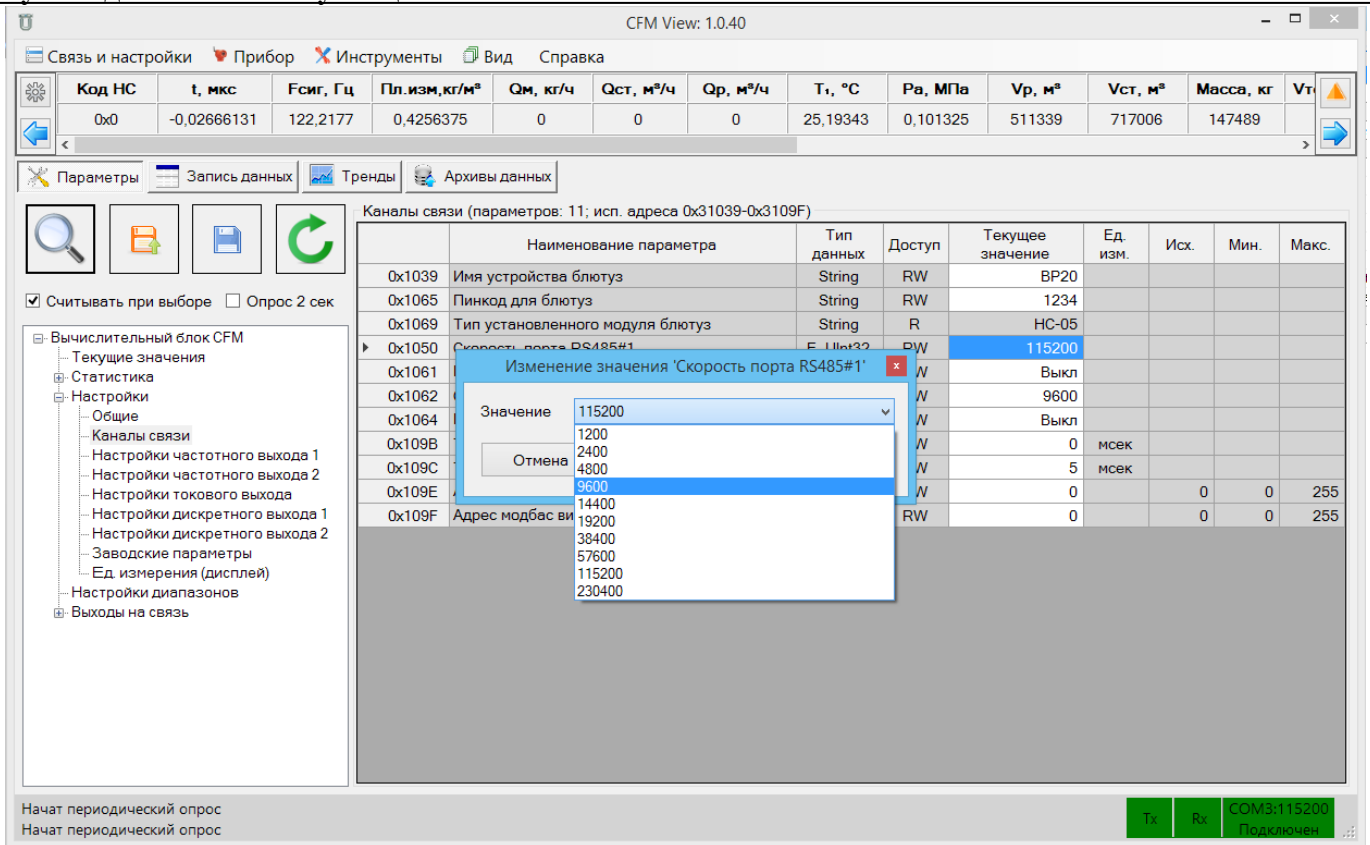 CFM View: 1.0.40
Связь и настройки Прибор Инструменты Вид Справка
Код НС t, мкс Fсиг, Гц Пл.изм,кг/м³ Qм, кг/ч Qст, м³/ч Qр, м³/ч T₁, °C Pa, МПа Vр, м³ Vст, м³ Масса, кг
0x0 -0,02666131 122,2177 0,4256375 0 0 0 25,19343 0,101325 511339 717006 147489
Параметры Запись данных Тренды Архивы данных
Считывать при выборе Опрос 2 сек
Вычислительный блок CFM
Текущие значения
Статистика
Настройки
Общие
Каналы связи
Настройки частотного выхода 1
Настройки частотного выхода 2
Настройки токового выхода
Настройки дискретного выхода 1
Настройки дискретного выхода 2
Заводские параметры
Ед. измерения (дисплей)
Настройки диапазонов
Выходы на связь
Каналы связи (параметров: 11; исп. адреса 0x31039-0x3109F)
Наименование параметра Тип данных Доступ Текущее значение Ед. изм. Исх. Мин. Макс.
0x1039 Имя устройства блютуз String RW BP20
0x1065 Пинкод для блютуз String RW 1234
0x1069 Тип установленного модуля блютуз String R HC-05
0x1050 Скорость порта RS485#1 E_UInt32 RW 115200
0x1061 Выкл
0x1062 9600
0x1064 Выкл
0x109B 0 мсек
0x109C 5 мсек
0x109E 0 0 0 255
0x109F Адрес модбас RW 0 0 0 255
Изменение значения 'Скорость порта RS485#1'
Значение 115200
Отмена
1200
2400
4800
9600
14400
19200
38400
57600
115200
230400
Начат периодический опрос
Начат периодический опрос
Tx Rx COM3:115200
Подключен